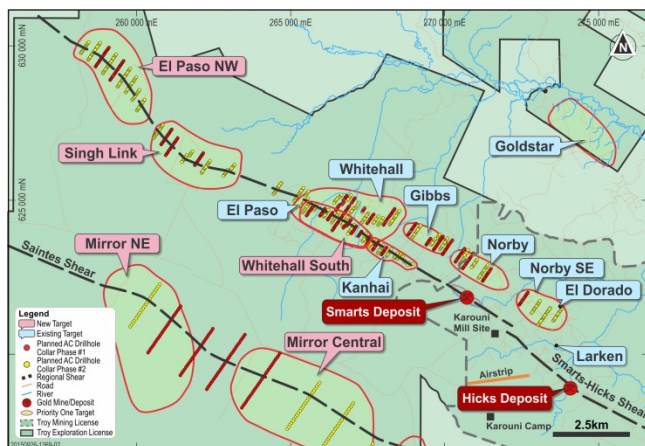 260 000 mE
265 000 mE
270 000 mE
275 000 mE
630 000 mN
625 000 mN
N
El Paso NW
Goldstar
Singh Link
Whitehall
El Paso
Gibbs
Norby
Mirror NE
Saintes Shear
Whitehall South
Kanhai
Norby SE
El Dorado
Smarts Deposit
Karouni
Mill Site
Larken
Mirror Central
Smarts-Hicks Shear
Airstrip
Hicks Deposit
Karouni Camp
2.5km
Legend
New Target
Existing Target
Planned AC Drillhole
Collar Phase #1
Planned AC Drillhole
Collar Phase #2
Regional Shear
Road
River
Gold Mine/Deposit
Priority One Target
Troy Mining License
Troy Exploration License